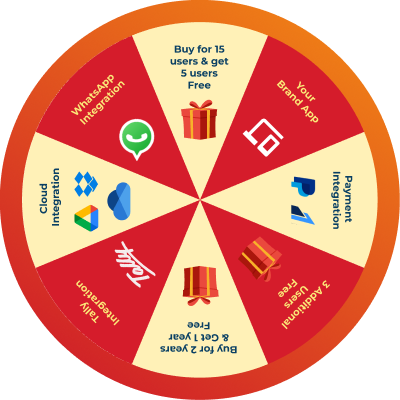 Buy for 15
users & get
5 users
Free
Your
Brand App
Payment
Integration
3 Additional
Users
Free
Buy for 2 years
& Get 1 year
Free
Tally
Integration
Tally
Cloud
Integration
WhatsApp
Integration